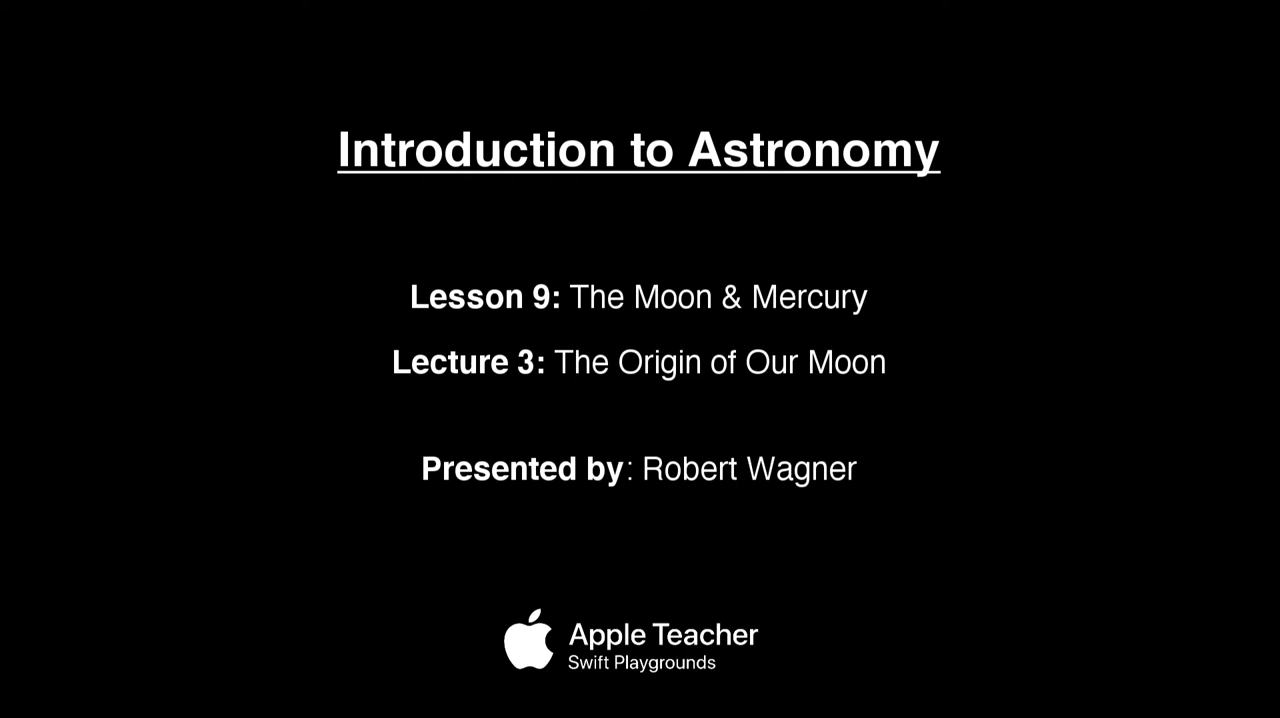 Introduction to Astronomy
Lesson 9: The Moon & Mercury
Lecture 3: The Origin of Our Moon
Presented by: Robert Wagner
Apple Teacher
Swift Playgrounds